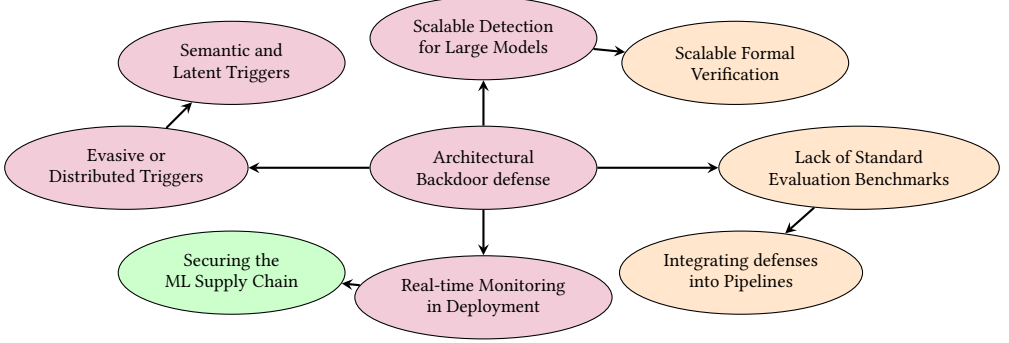 Scalable Detection
for Large Models
Semantic and
Latent Triggers
Scalable Formal
Verification
Evasive or
Distributed Triggers
Architectural
Backdoor defense
Lack of Standard
Evaluation Benchmarks
Securing the
ML Supply Chain
Real-time Monitoring
in Deployment
Integrating defenses
into Pipelines